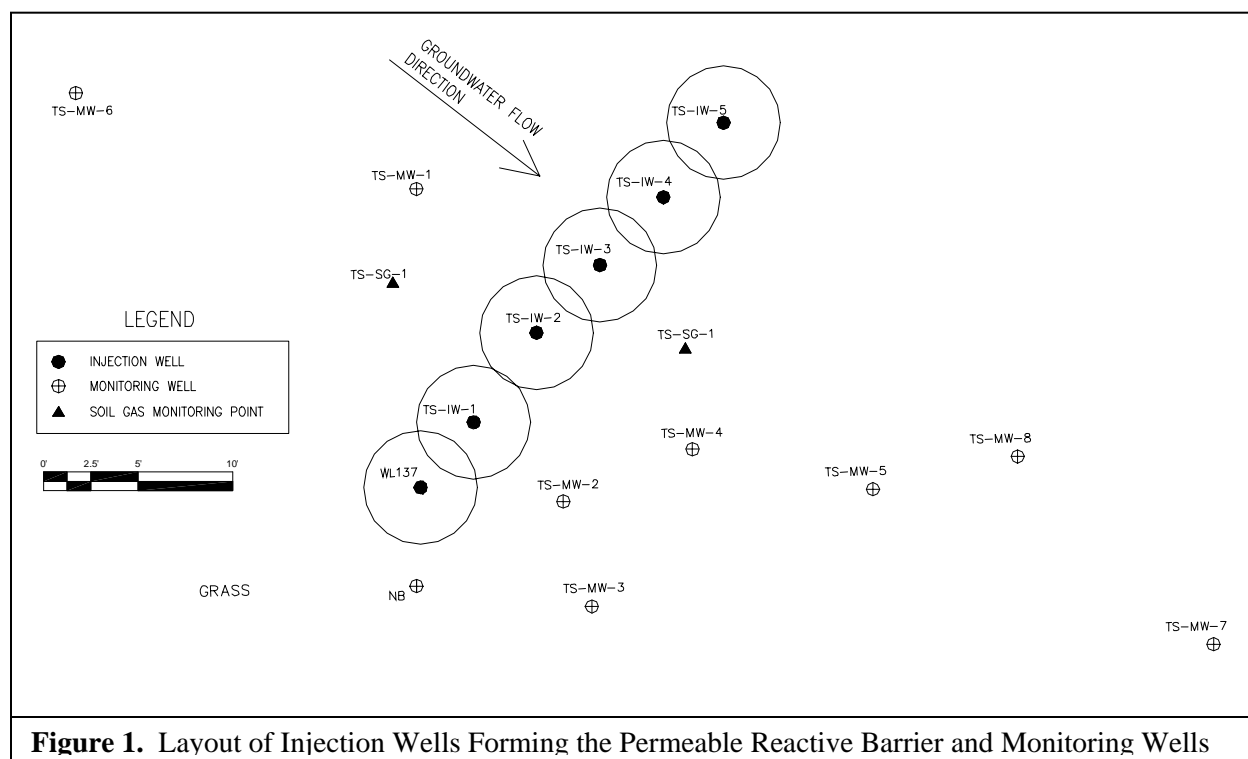 GROUNDWATER FLOW
DIRECTION
TS-MW-6
TS-IW-5
TS-MW-1
TS-IW-4
TS-IW-3
TS-SG-1
TS-IW-2
TS-SG-1
LEGEND
INJECTION WELL
MONITORING WELL
SOIL GAS MONITORING POINT
TS-IW-1
TS-MW-4
TS-MW-8
0' 2.5' 5' 10'
WL137
TS-MW-2
TS-MW-5
GRASS
NB
TS-MW-3
TS-MW-7
Figure 1. Layout of Injection Wells Forming the Permeable Reactive Barrier and Monitoring Wells